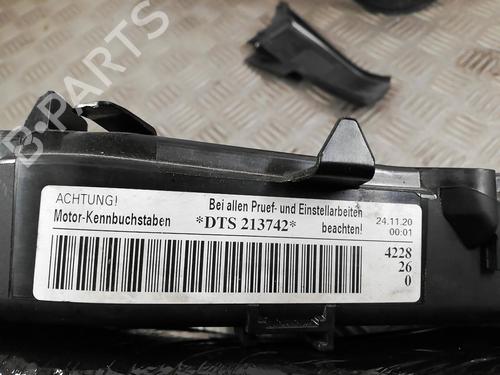 B-PARTS
ACHTUNG!
Bei allen Pruef- und Einstellarbeiten
24.11.20
Motor-Kennbuchstaben
*DTS 213742*
beachten!
00:01
4228
26
0